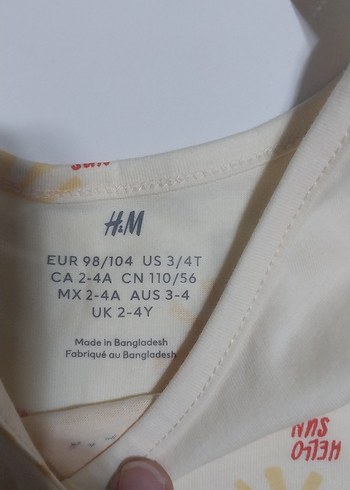 sun
H&M
EUR 98/104 US 3/4T
CA 2-4A CN 110/56
MX 2-4A AUS 3-4
UK 2-4Y
Made in Bangladesh
Fabriqué au Bangladesh
HELLO
SUN